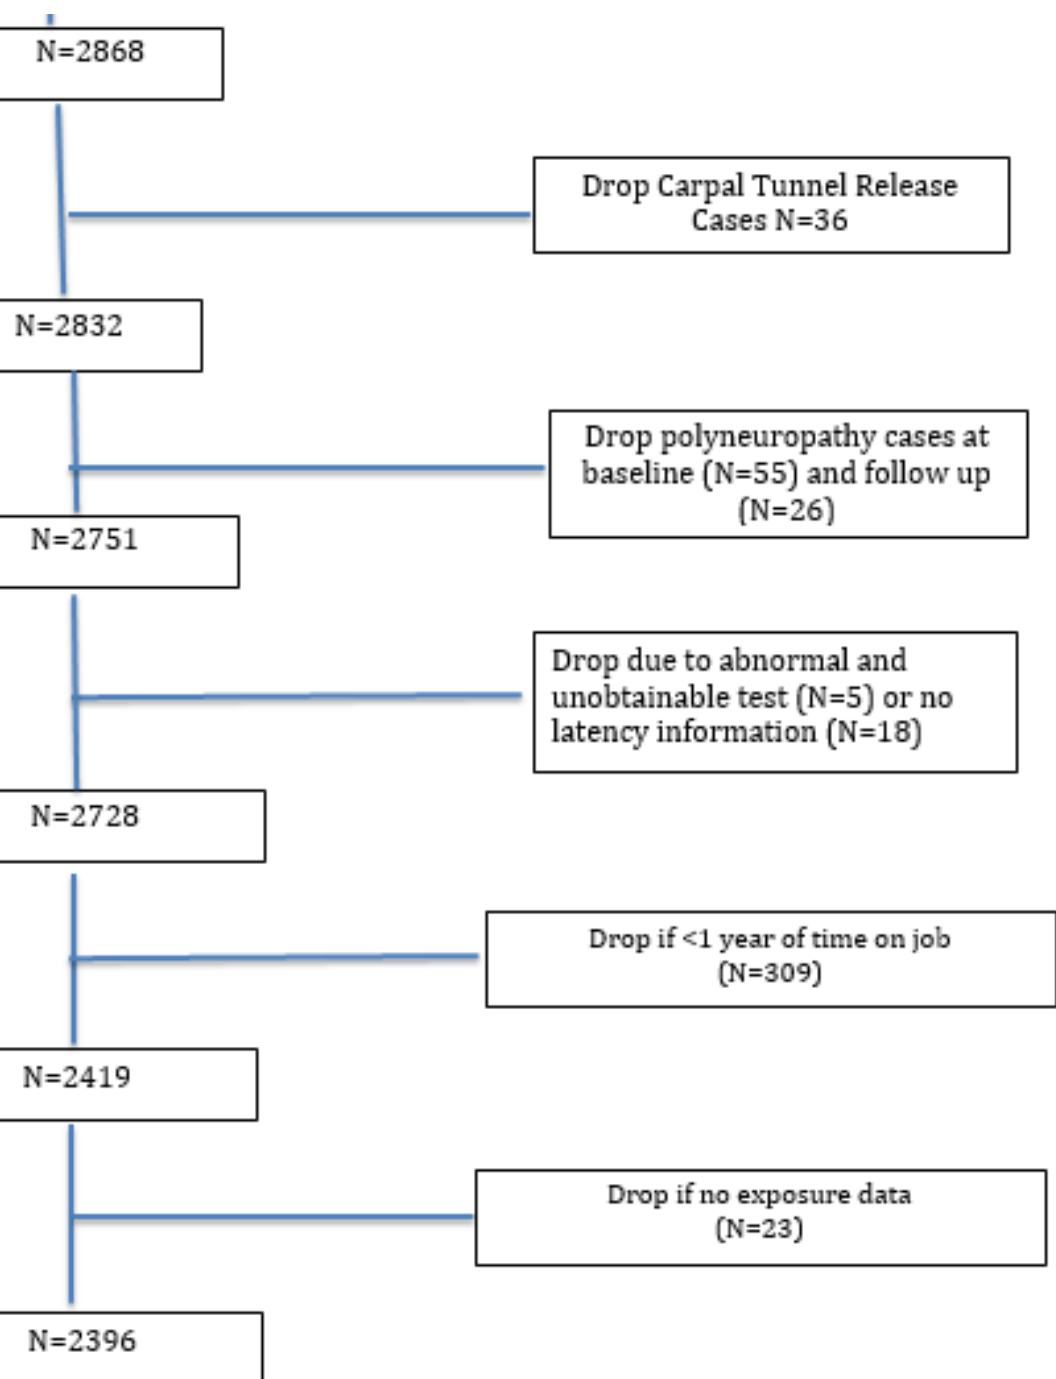 N=2868
Drop Carpal Tunnel Release
Cases N=36
N=2832
Drop polyneuropathy cases at
baseline (N=55) and follow up
(N=26)
N=2751
Drop due to abnormal and
unobtainable test (N=5) or no
latency information (N=18)
N=2728
Drop if <1 year of time on job
(N=309)
N=2419
Drop if no exposure data
(N=23)
N=2396